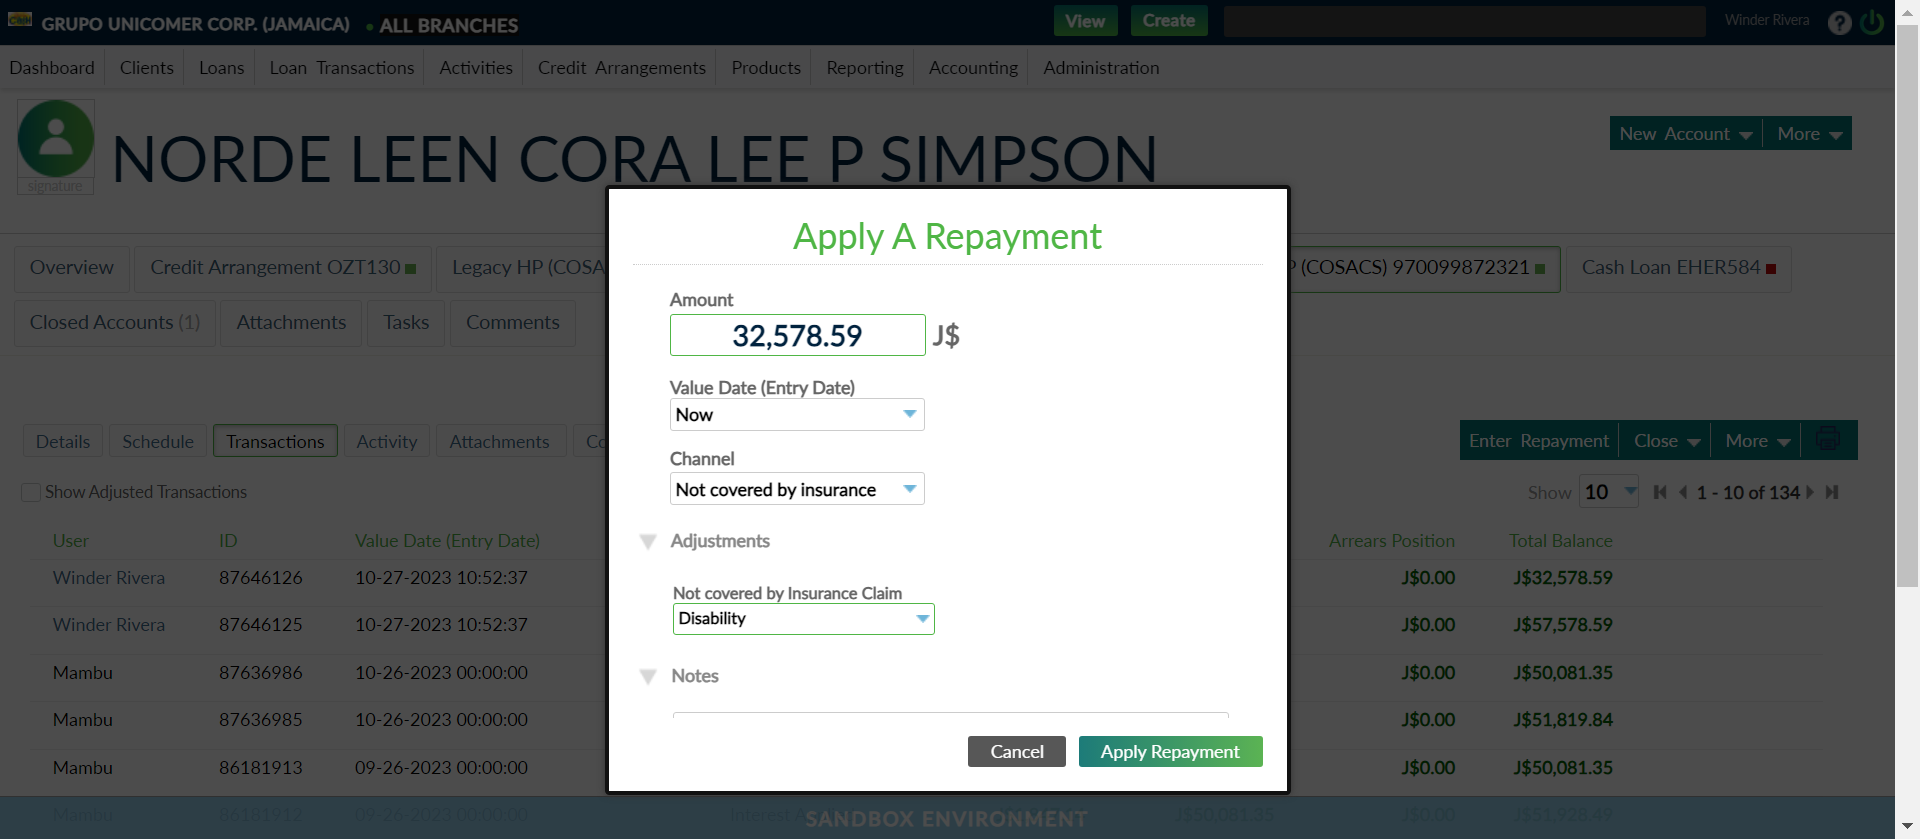 GRUPO UNICOMER CORP. (JAMAICA) • ALL BRANCHES View Create Winder Rivera ?
Dashboard Clients Loans Loan Transactions Activities Credit Arrangements Products Reporting Accounting Administration
signature
NORDE LEEN CORA LEE P SIMPSON
New Account More
Overview Credit Arrangement OZT130 Legacy HP (COSA P (COSACS) 970099872321 Cash Loan EHER584
Closed Accounts (1) Attachments Tasks Comments
Details Schedule Transactions Activity Attachments Co
Enter Repayment Close More
Show Adjusted Transactions
Show 10 1 - 10 of 134
User ID Value Date (Entry Date) Arrears Position Total Balance
Winder Rivera 87646126 10-27-2023 10:52:37 J$0.00 J$32,578.59
Winder Rivera 87646125 10-27-2023 10:52:37 J$0.00 J$57,578.59
Mambu 87636986 10-26-2023 00:00:00 J$0.00 J$50,081.35
Mambu 87636985 10-26-2023 00:00:00 J$0.00 J$51,819.84
Mambu 86181913 09-26-2023 00:00:00 J$0.00 J$50,081.35
Mambu 86181912 09-26-2023 00:00:00 Interest A J$50,081.35 J$0.00 J$51,928.49
SANDBOX ENVIRONMENT
Apply A Repayment
Amount
32,578.59 J$
Value Date (Entry Date)
Now
Channel
Not covered by insurance
Adjustments
Not covered by Insurance Claim
Disability
Notes
Cancel Apply Repayment